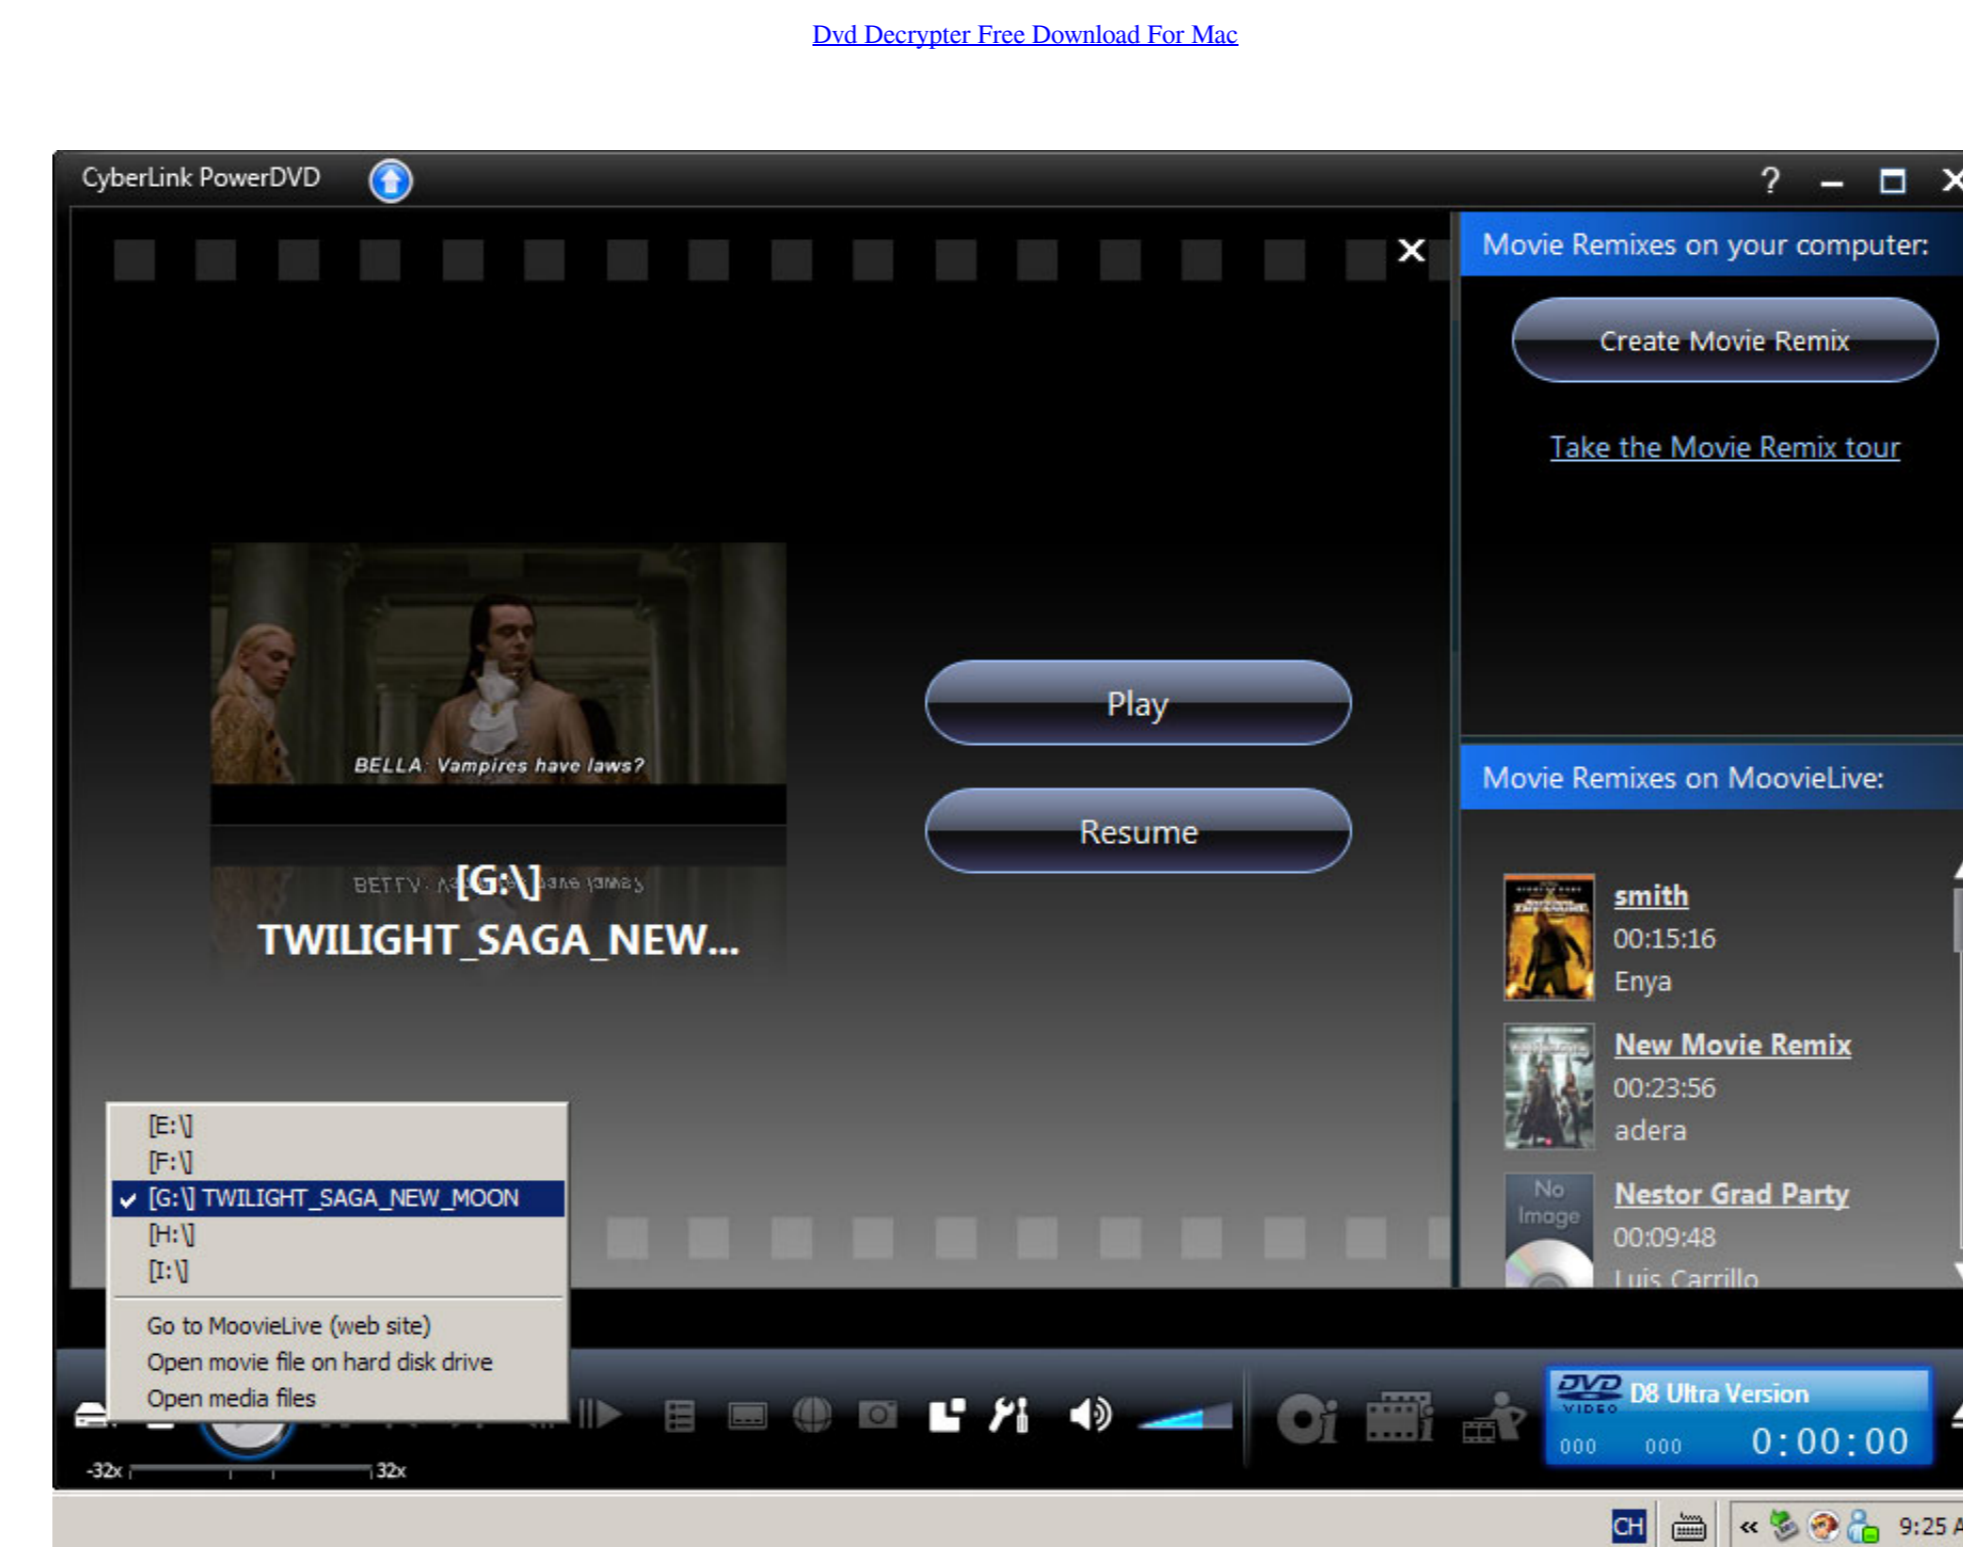 Dvd Decrypter Free Download For Mac
CyberLink PowerDVD
?
Movie Remixes on your computer:
Create Movie Remix
Take the Movie Remix tour
BELLA: Vampires have laws?
Play
Resume
[G:\]
TWILIGHT_SAGA_NEW...
Movie Remixes on MoovieLive:
smith
00:15:16
Enya
New Movie Remix
00:23:56
adera
No
Image
Nestor Grad Party
00:09:48
Luis Carrillo
[E:\]
[F:\]
[G:\] TWILIGHT_SAGA_NEW_MOON
[H:\]
[I:\]
Go to MoovieLive (web site)
Open movie file on hard disk drive
Open media files
-32x
32x
DVD
VIDEO
D8 Ultra Version
000 000 0:00:00
CH
9:25 A